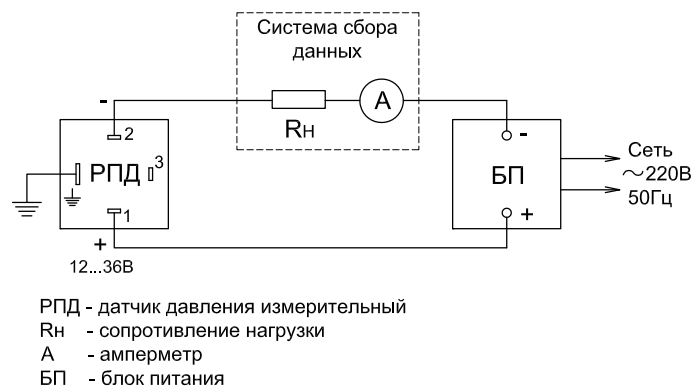 Система сбора
данных
Rн
A
-
2
РПД
3
1
+
12...36В
-
БП
+
Сеть
~220В
50Гц
РПД - датчик давления измерительный
Rн - сопротивление нагрузки
А - амперметр
БП - блок питания